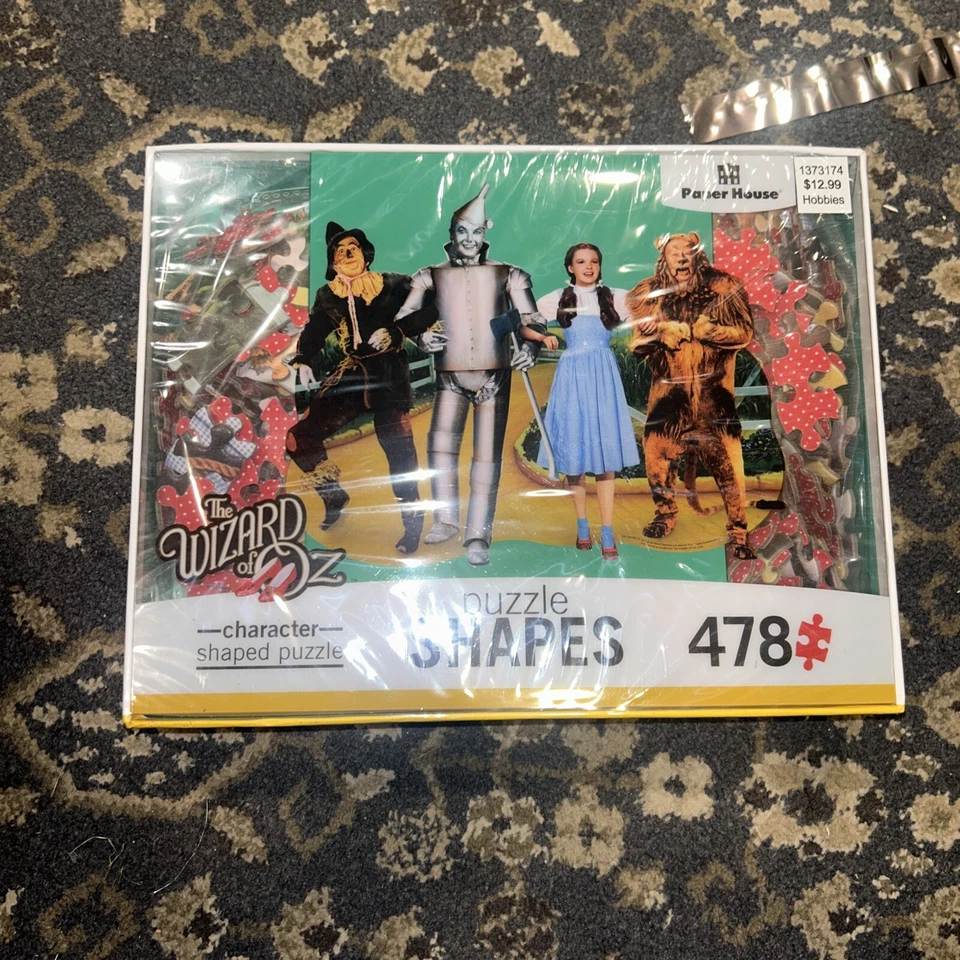 Paper House
1373174
$12.99
Hobbies
The
WIZARD
of OZ
character
shaped puzzle
puzzle
SHAPES
478